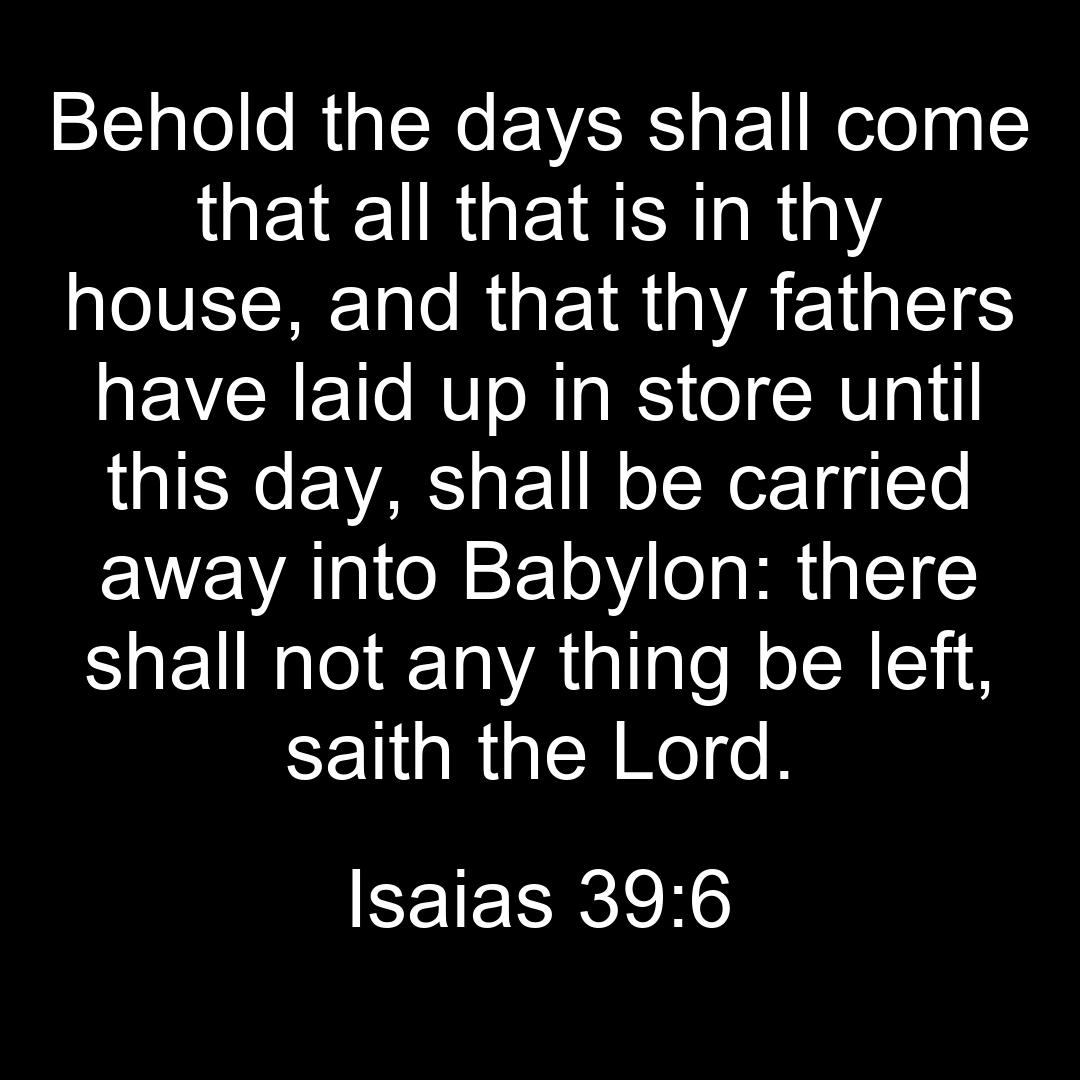 Behold the days shall come
that all that is in thy
house, and that thy fathers
have laid up in store until
this day, shall be carried
away into Babylon: there
shall not any thing be left,
saith the Lord.
Isaias 39:6